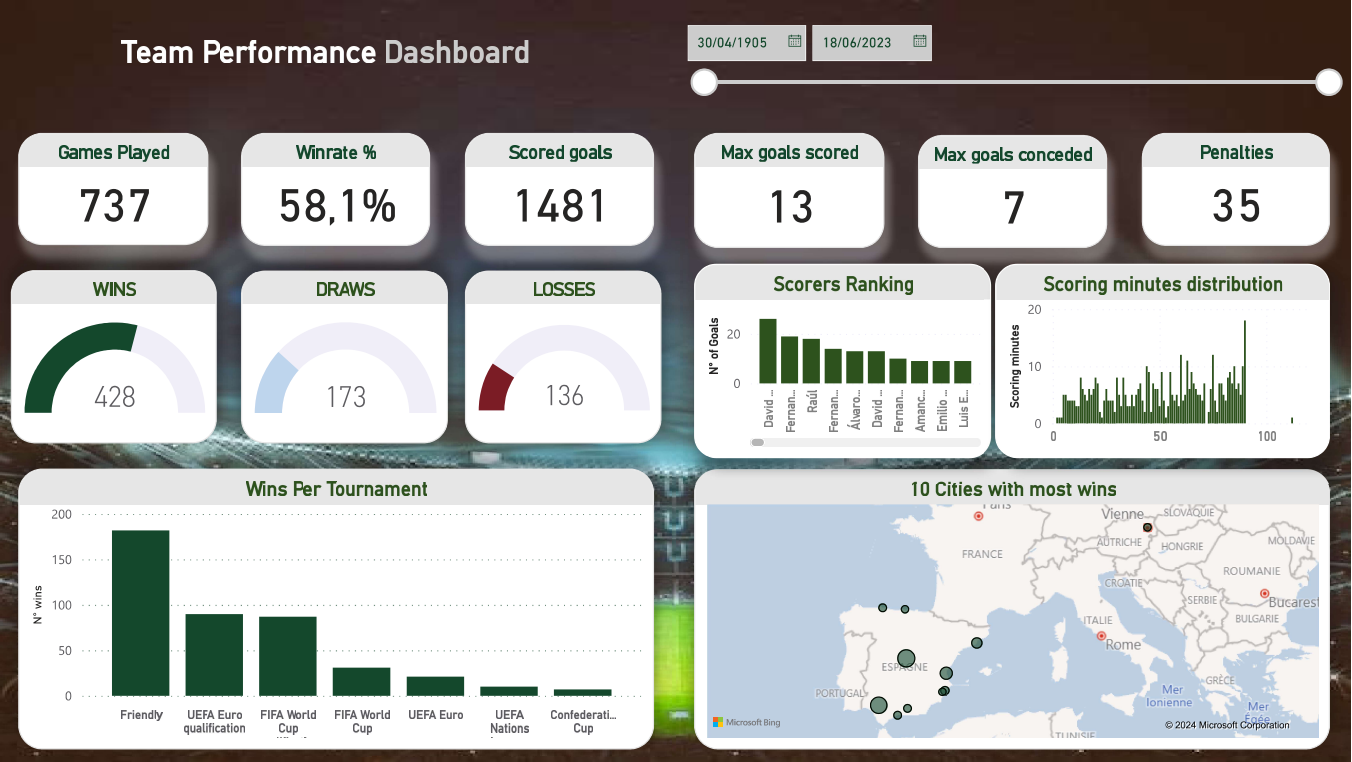 Team Performance Dashboard
30/04/1905
18/06/2023
Games Played
737
Winrate %
58,1%
Scored goals
1481
Max goals scored
13
Max goals conceded
7
Penalties
35
WINS
428
DRAWS
173
LOSSES
136
Scorers Ranking
N° of Goals
20
0
David ...
Fernan...
Raúl
Fernan...
Álvaro...
David ...
Fernan...
Amanc...
Emilio ...
Luis E...
Scoring minutes distribution
Scoring minutes
20
10
0
0
50
100
Wins Per Tournament
N° wins
200
150
100
50
0
Friendly
UEFA Euro
qualification
FIFA World
Cup
FIFA World
Cup
UEFA Euro
UEFA
Nations
Confederati...
Cup
10 Cities with most wins
Paris
Vienne
SLOVAQUIE
FRANCE
AUTRICHE
HONGRIE
MOLDAVIE
CROATIE
ROUMANIE
SERBIE
Bucarest
ITALIE
BULGARIE
Rome
ESPAGNE
PORTUGAL
GRÈCE
Mer
Ionienne
Mer
Égée
TUNISIE
Microsoft Bing
© 2024 Microsoft Corporation